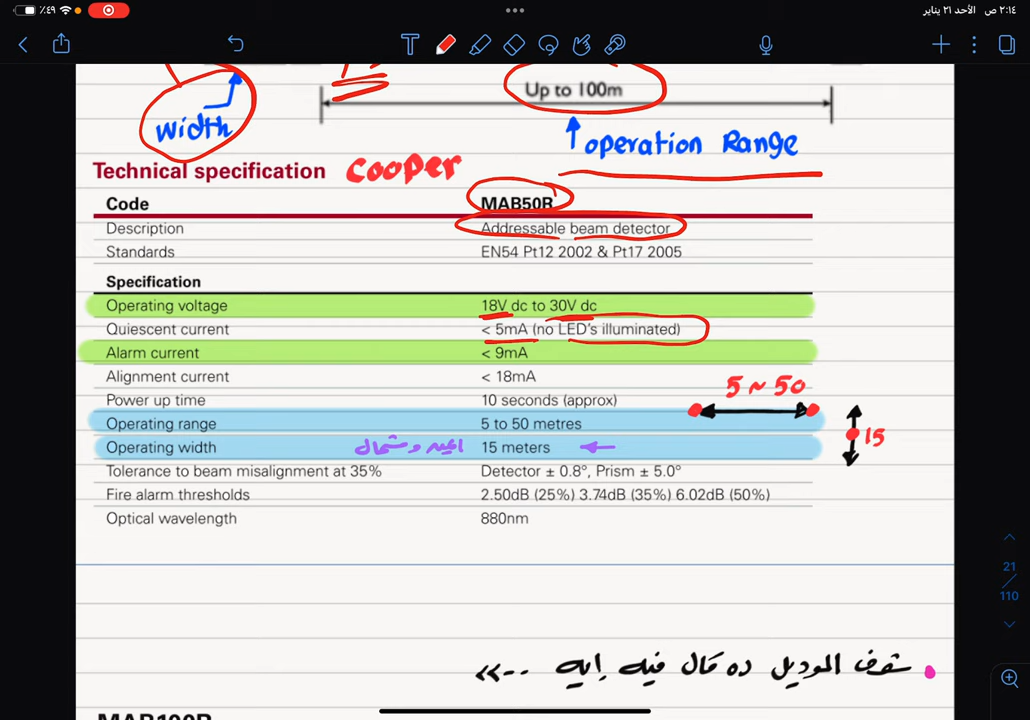 ٪٤٩
٣:١٤ ص الأحد ٢١ يناير
Up to 100m
width
operation Range
Technical specification cooper
Code MAB50R
Description Addressable beam detector
Standards EN54 Pt12 2002 & Pt17 2005
Specification
Operating voltage 18V dc to 30V dc
Quiescent current < 5mA (no LED's illuminated)
Alarm current < 9mA
Alignment current < 18mA
5 ~ 50
Power up time 10 seconds (approx)
Operating range 5 to 50 metres
15
Operating width وشمال 15 meters
Tolerance to beam misalignment at 35% Detector ± 0.8°, Prism ± 5.0°
Fire alarm thresholds 2.50dB (25%) 3.74dB (35%) 6.02dB (50%)
Optical wavelength 880nm
21
110
الموديل ده قال فيه إيه
MAB100R